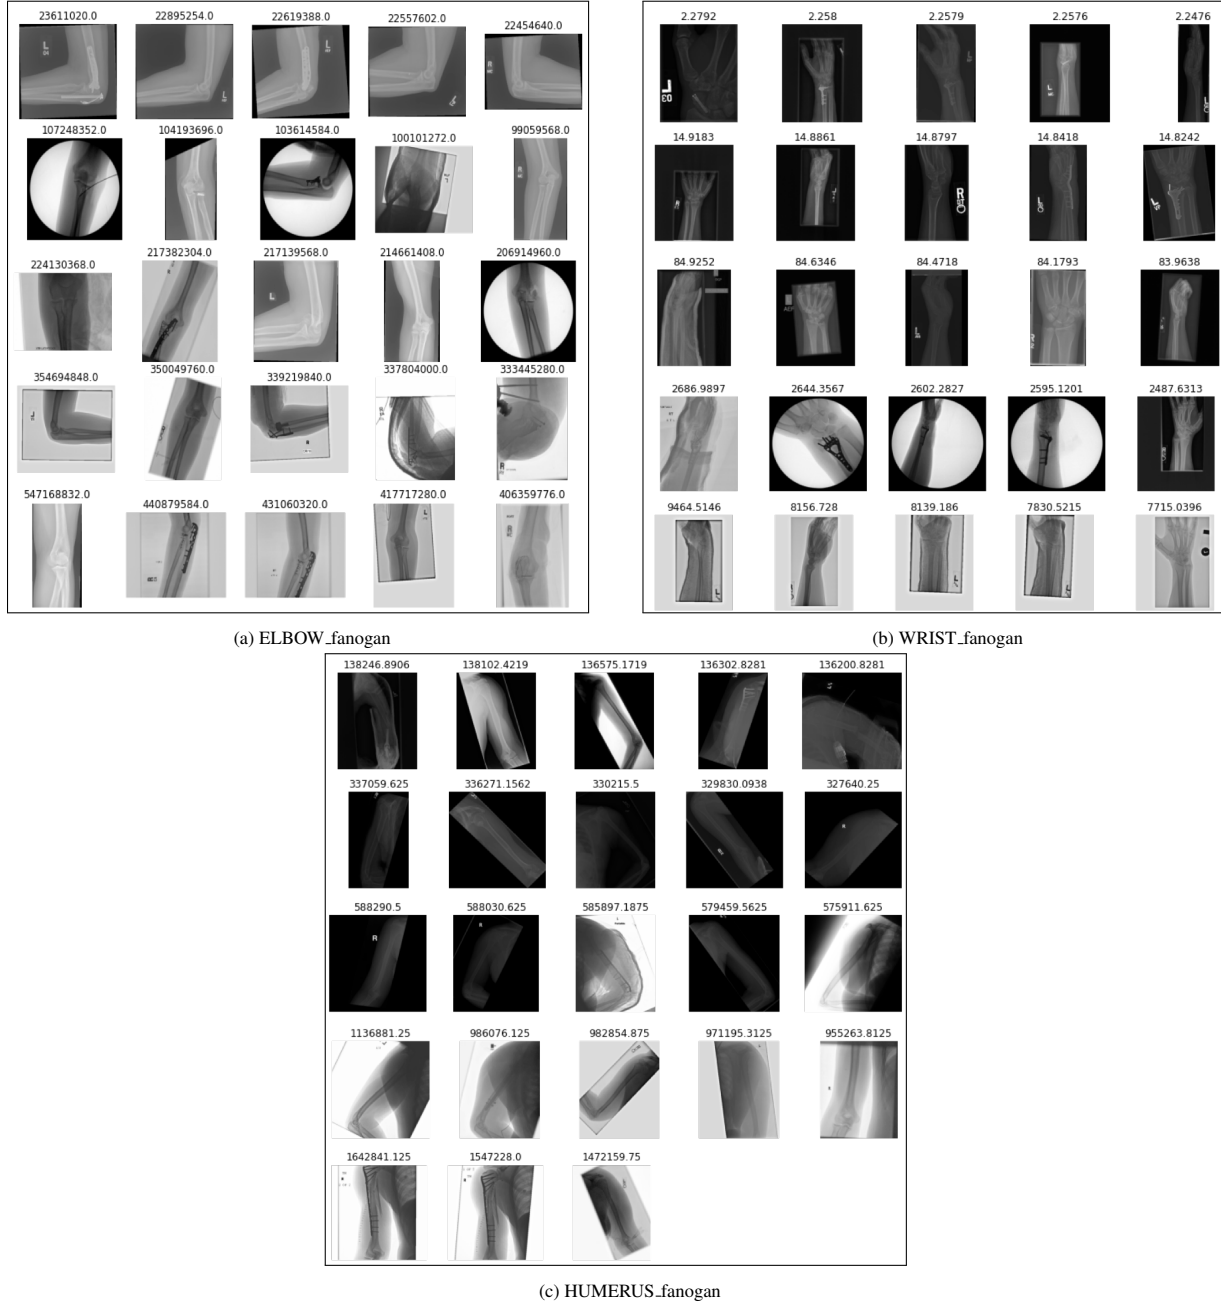 23611020.0 22895254.0 22619388.0 22557602.0 22454640.0
107248352.0 104193696.0 103614584.0 100101272.0 99059568.0
224130368.0 217382304.0 217139568.0 214661408.0 206914960.0
354694848.0 350049760.0 339219840.0 337804000.0 333445280.0
547168832.0 440879584.0 431060320.0 417717280.0 406359776.0
(a) ELBOW_fanogan
2.2792 2.258 2.2579 2.2576 2.2476
14.9183 14.8861 14.8797 14.8418 14.8242
84.9252 84.6346 84.4718 84.1793 83.9638
2686.9897 2644.3567 2602.2827 2595.1201 2487.6313
9464.5146 8156.728 8139.186 7830.5215 7715.0396
(b) WRIST_fanogan
138246.8906 138102.4219 136575.1719 136302.8281 136200.8281
337059.625 336271.1562 330215.5 329830.0938 327640.25
588290.5 588030.625 585897.1875 579459.5625 575911.625
1136881.25 986076.125 982854.875 971195.3125 955263.8125
1642841.125 1547228.0 1472159.75
(c) HUMERUS_fanogan